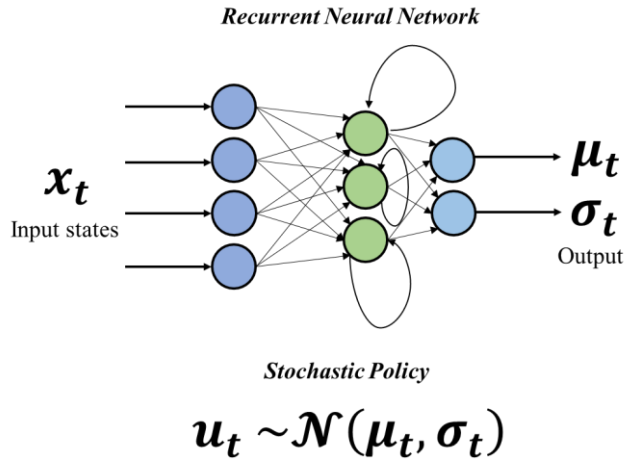 Recurrent Neural Network
x_t
Input states
μ_t
σ_t
Output
Stochastic Policy
u_t ~𝒩(μ_t, σ_t)